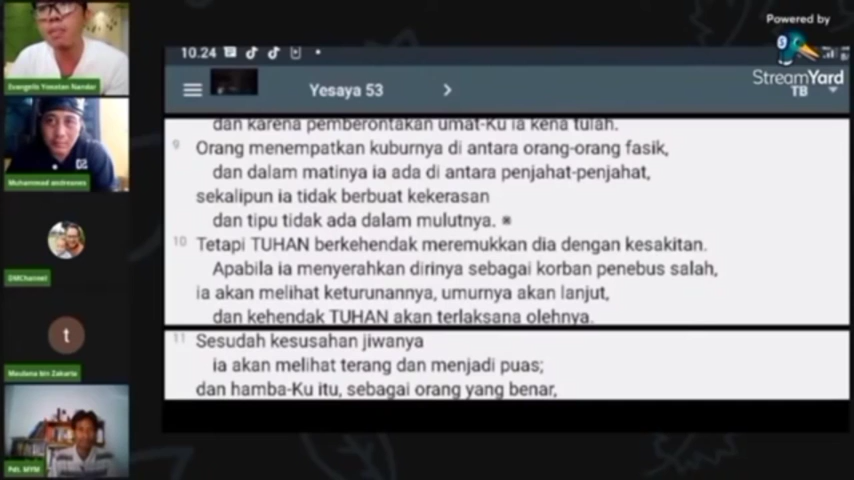 Powered by
StreamYard
10.24
Yesaya 53
TB
dan karena pemberontakan umat-Ku ia kena tulah.
9 Orang menempatkan kuburnya di antara orang-orang fasik,
dan dalam matinya ia ada di antara penjahat-penjahat,
sekalipun ia tidak berbuat kekerasan
dan tipu tidak ada dalam mulutnya. ※
10 Tetapi TUHAN berkehendak meremukkan dia dengan kesakitan.
Apabila ia menyerahkan dirinya sebagai korban penebus salah,
ia akan melihat keturunannya, umurnya akan lanjut,
dan kehendak TUHAN akan terlaksana olehnya.
11 Sesudah kesusahan jiwanya
ia akan melihat terang dan menjadi puas;
dan hamba-Ku itu, sebagai orang yang benar,
Evangelis Yosatan Nandar
Muhammad andreanes
DMChannel
t
Maulana bin Zakaria
Pdt. MYM